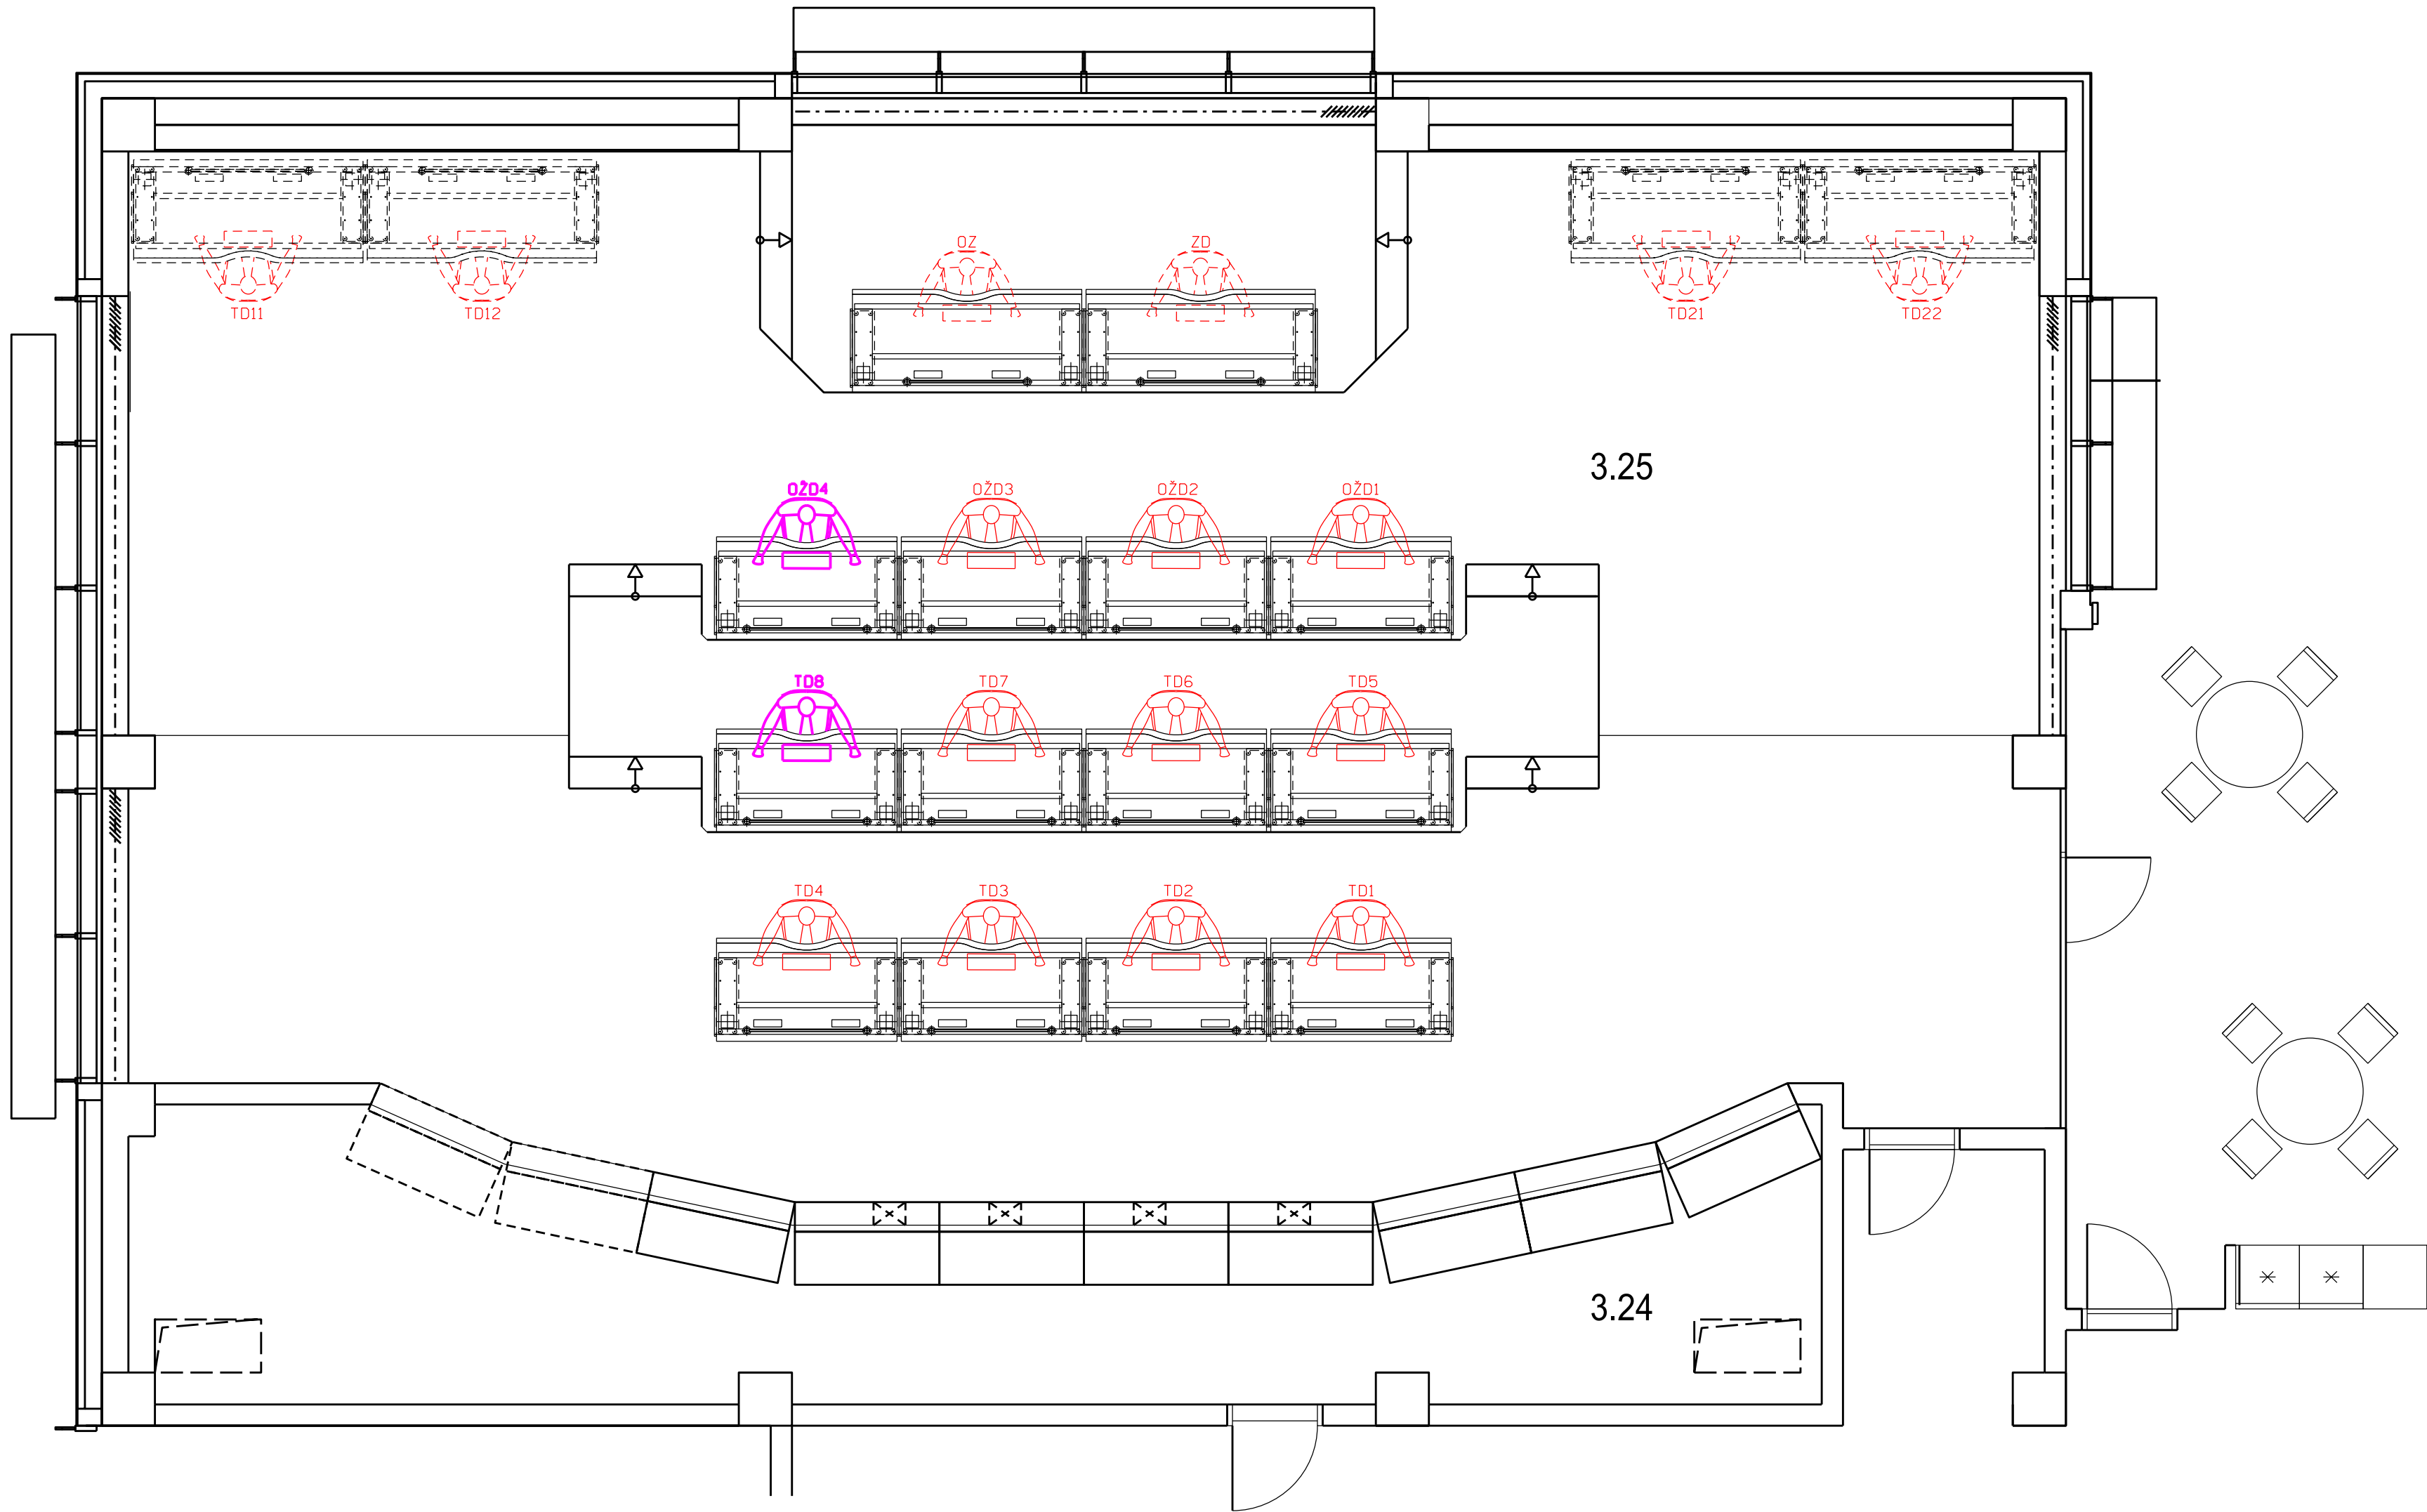 OZ ZD
TD11 TD12 TD21 TD22
3.25
OŽD4 OŽD3 OŽD2 OŽD1
TD8 TD7 TD6 TD5
TD4 TD3 TD2 TD1
3.24